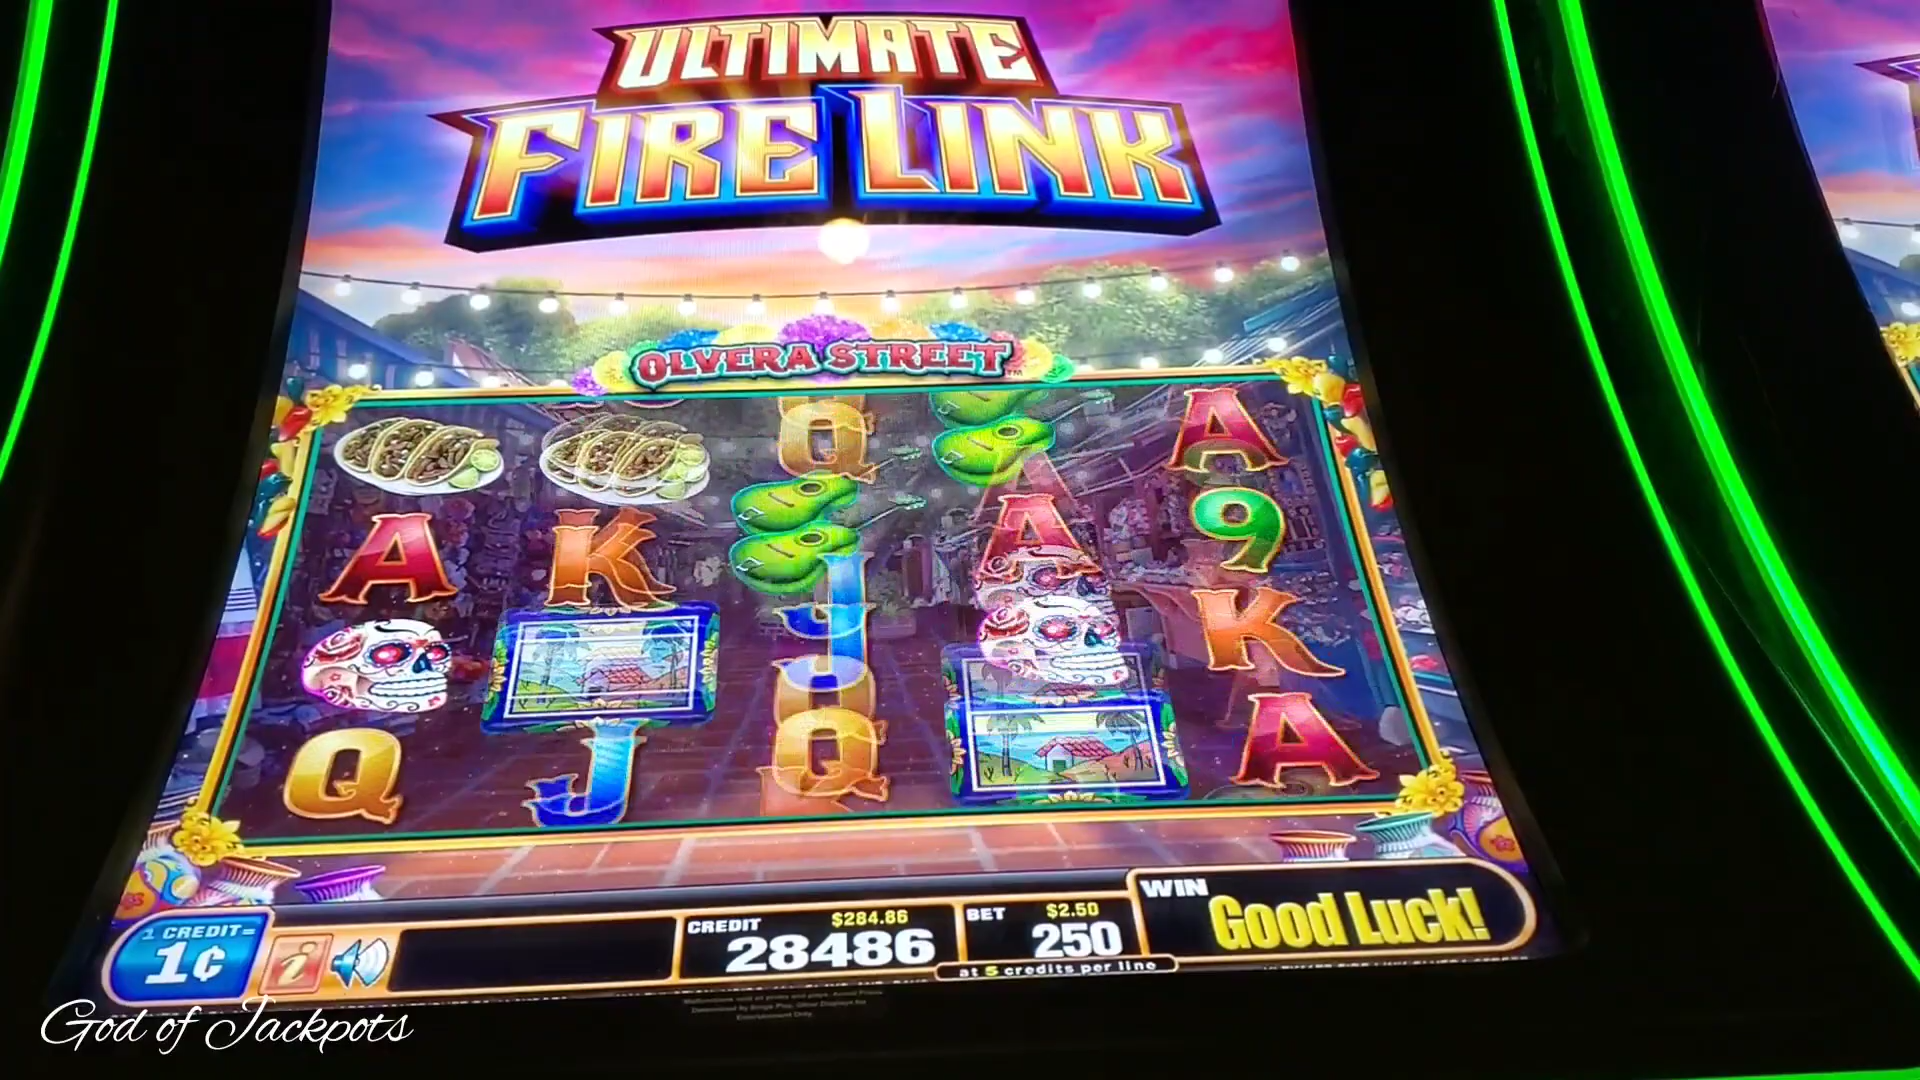 ULTIMATE
FIRE LINK
OLVERA STREET™
Q
A
A
K
A
9
J
K
Q
J
Q
A
1 CREDIT=
1¢
i
CREDIT
$284.86
28486
BET
$2.50
250
at 5 credits per line
WIN
Good Luck!
God of Jackpots